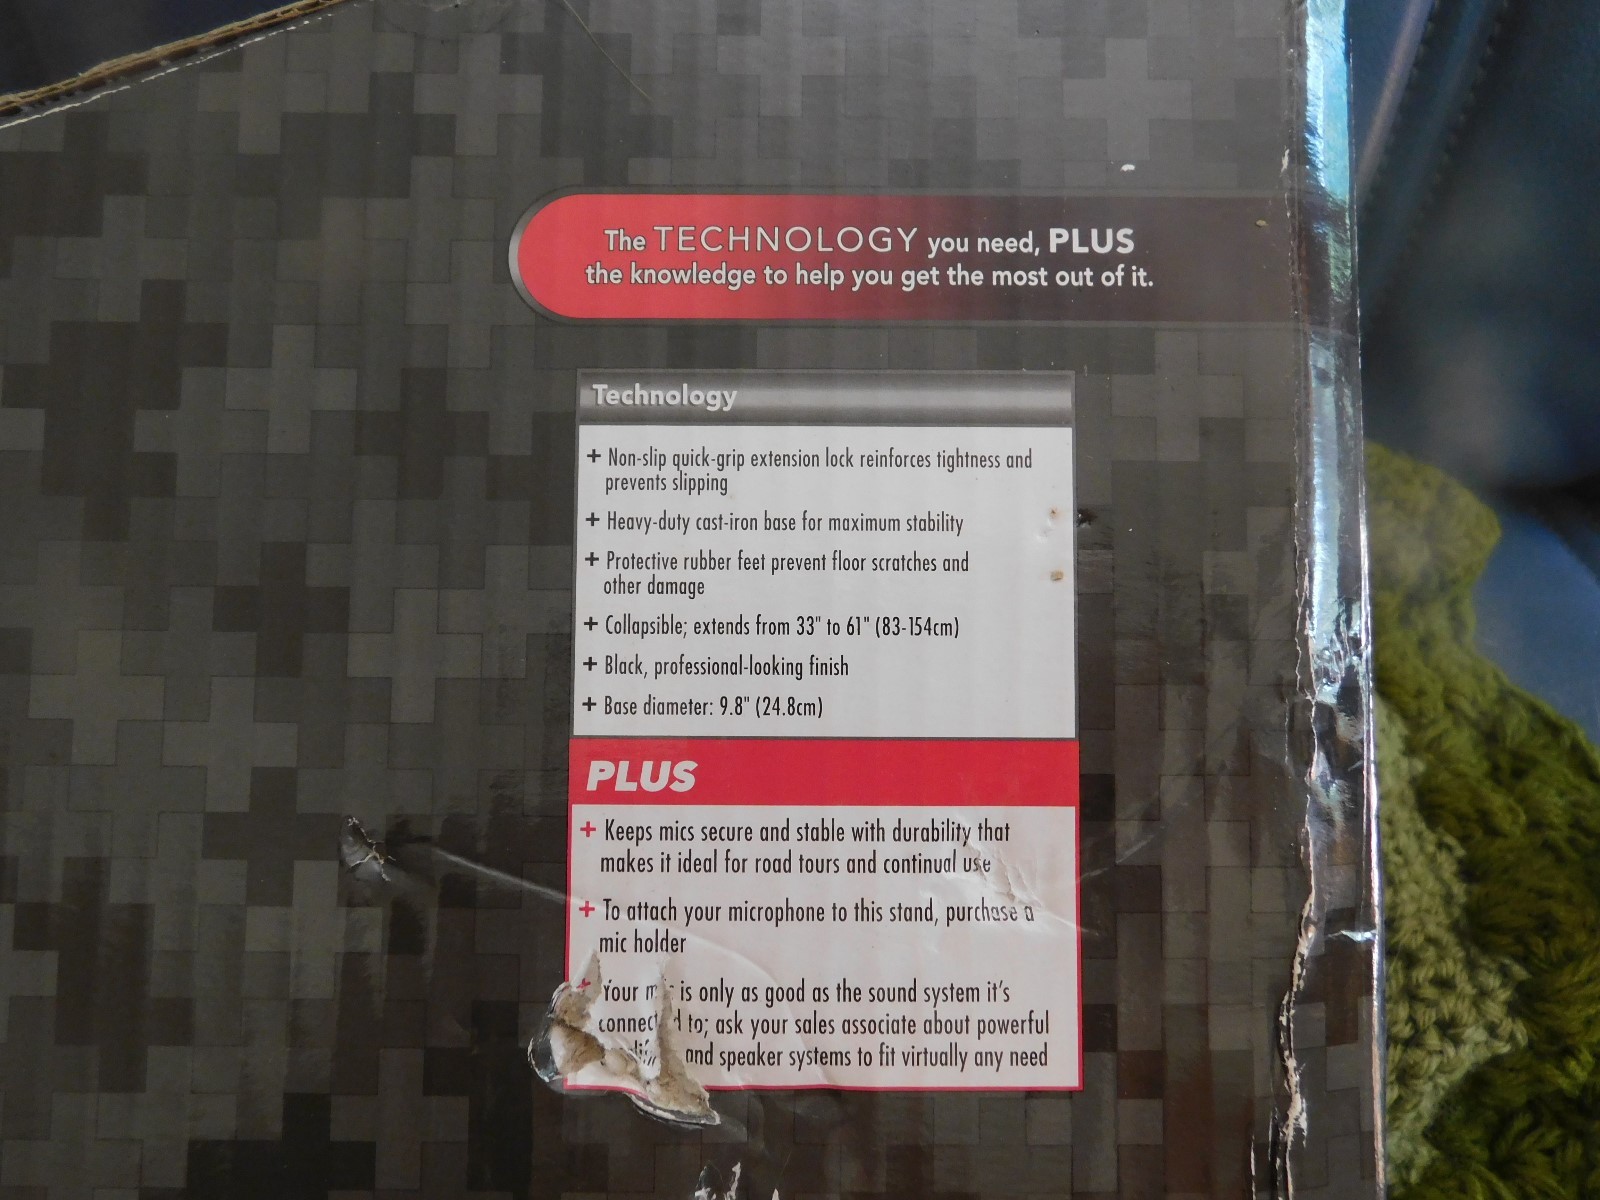 The TECHNOLOGY you need, PLUS
the knowledge to help you get the most out of it.
Technology
+ Non-slip quick-grip extension lock reinforces tightness and
prevents slipping
+ Heavy-duty cast-iron base for maximum stability
+ Protective rubber feet prevent floor scratches and
other damage
+ Collapsible; extends from 33" to 61" (83-154cm)
+ Black, professional-looking finish
+ Base diameter: 9.8" (24.8cm)
PLUS
+ Keeps mics secure and stable with durability that
makes it ideal for road tours and continual use
+ To attach your microphone to this stand, purchase a
mic holder
+ Your is only as good as the sound system it's
to; ask your sales associate about powerful
and speaker systems to fit virtually any need